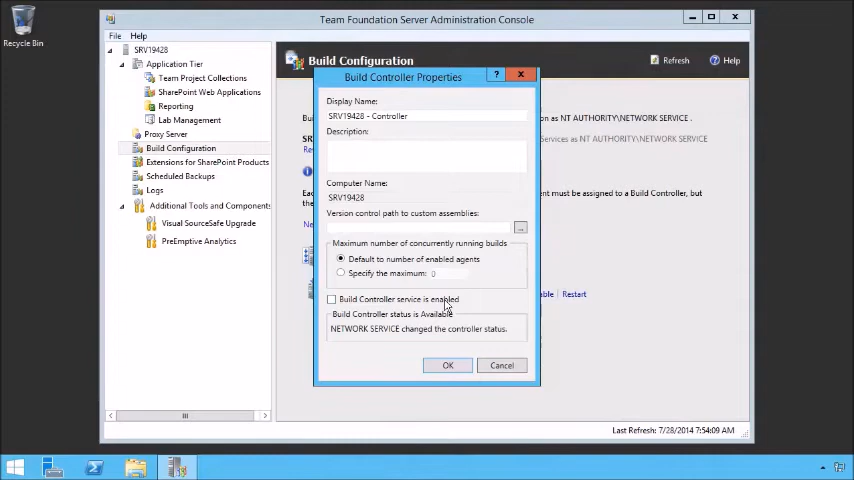 Recycle Bin
Team Foundation Server Administration Console
File Help
SRV19428
Application Tier
Team Project Collections
SharePoint Web Applications
Reporting
Lab Management
Proxy Server
Build Configuration
Extensions for SharePoint Products
Scheduled Backups
Logs
Additional Tools and Components
Visual SourceSafe Upgrade
PreEmptive Analytics
Build Configuration
Refresh
Help
on as NT AUTHORITY\NETWORK SERVICE .
Services as NT AUTHORITY\NETWORK SERVICE
ent must be assigned to a Build Controller, but
Restart
Build Controller Properties
?
Display Name:
SRV19428 - Controller
Description:
Computer Name:
SRV19428
Version control path to custom assemblies:
...
Maximum number of concurrently running builds
Default to number of enabled agents
Specify the maximum: 0
Build Controller service is enabled
Build Controller status is Available
NETWORK SERVICE changed the controller status.
OK
Cancel
Last Refresh: 7/28/2014 7:54:09 AM